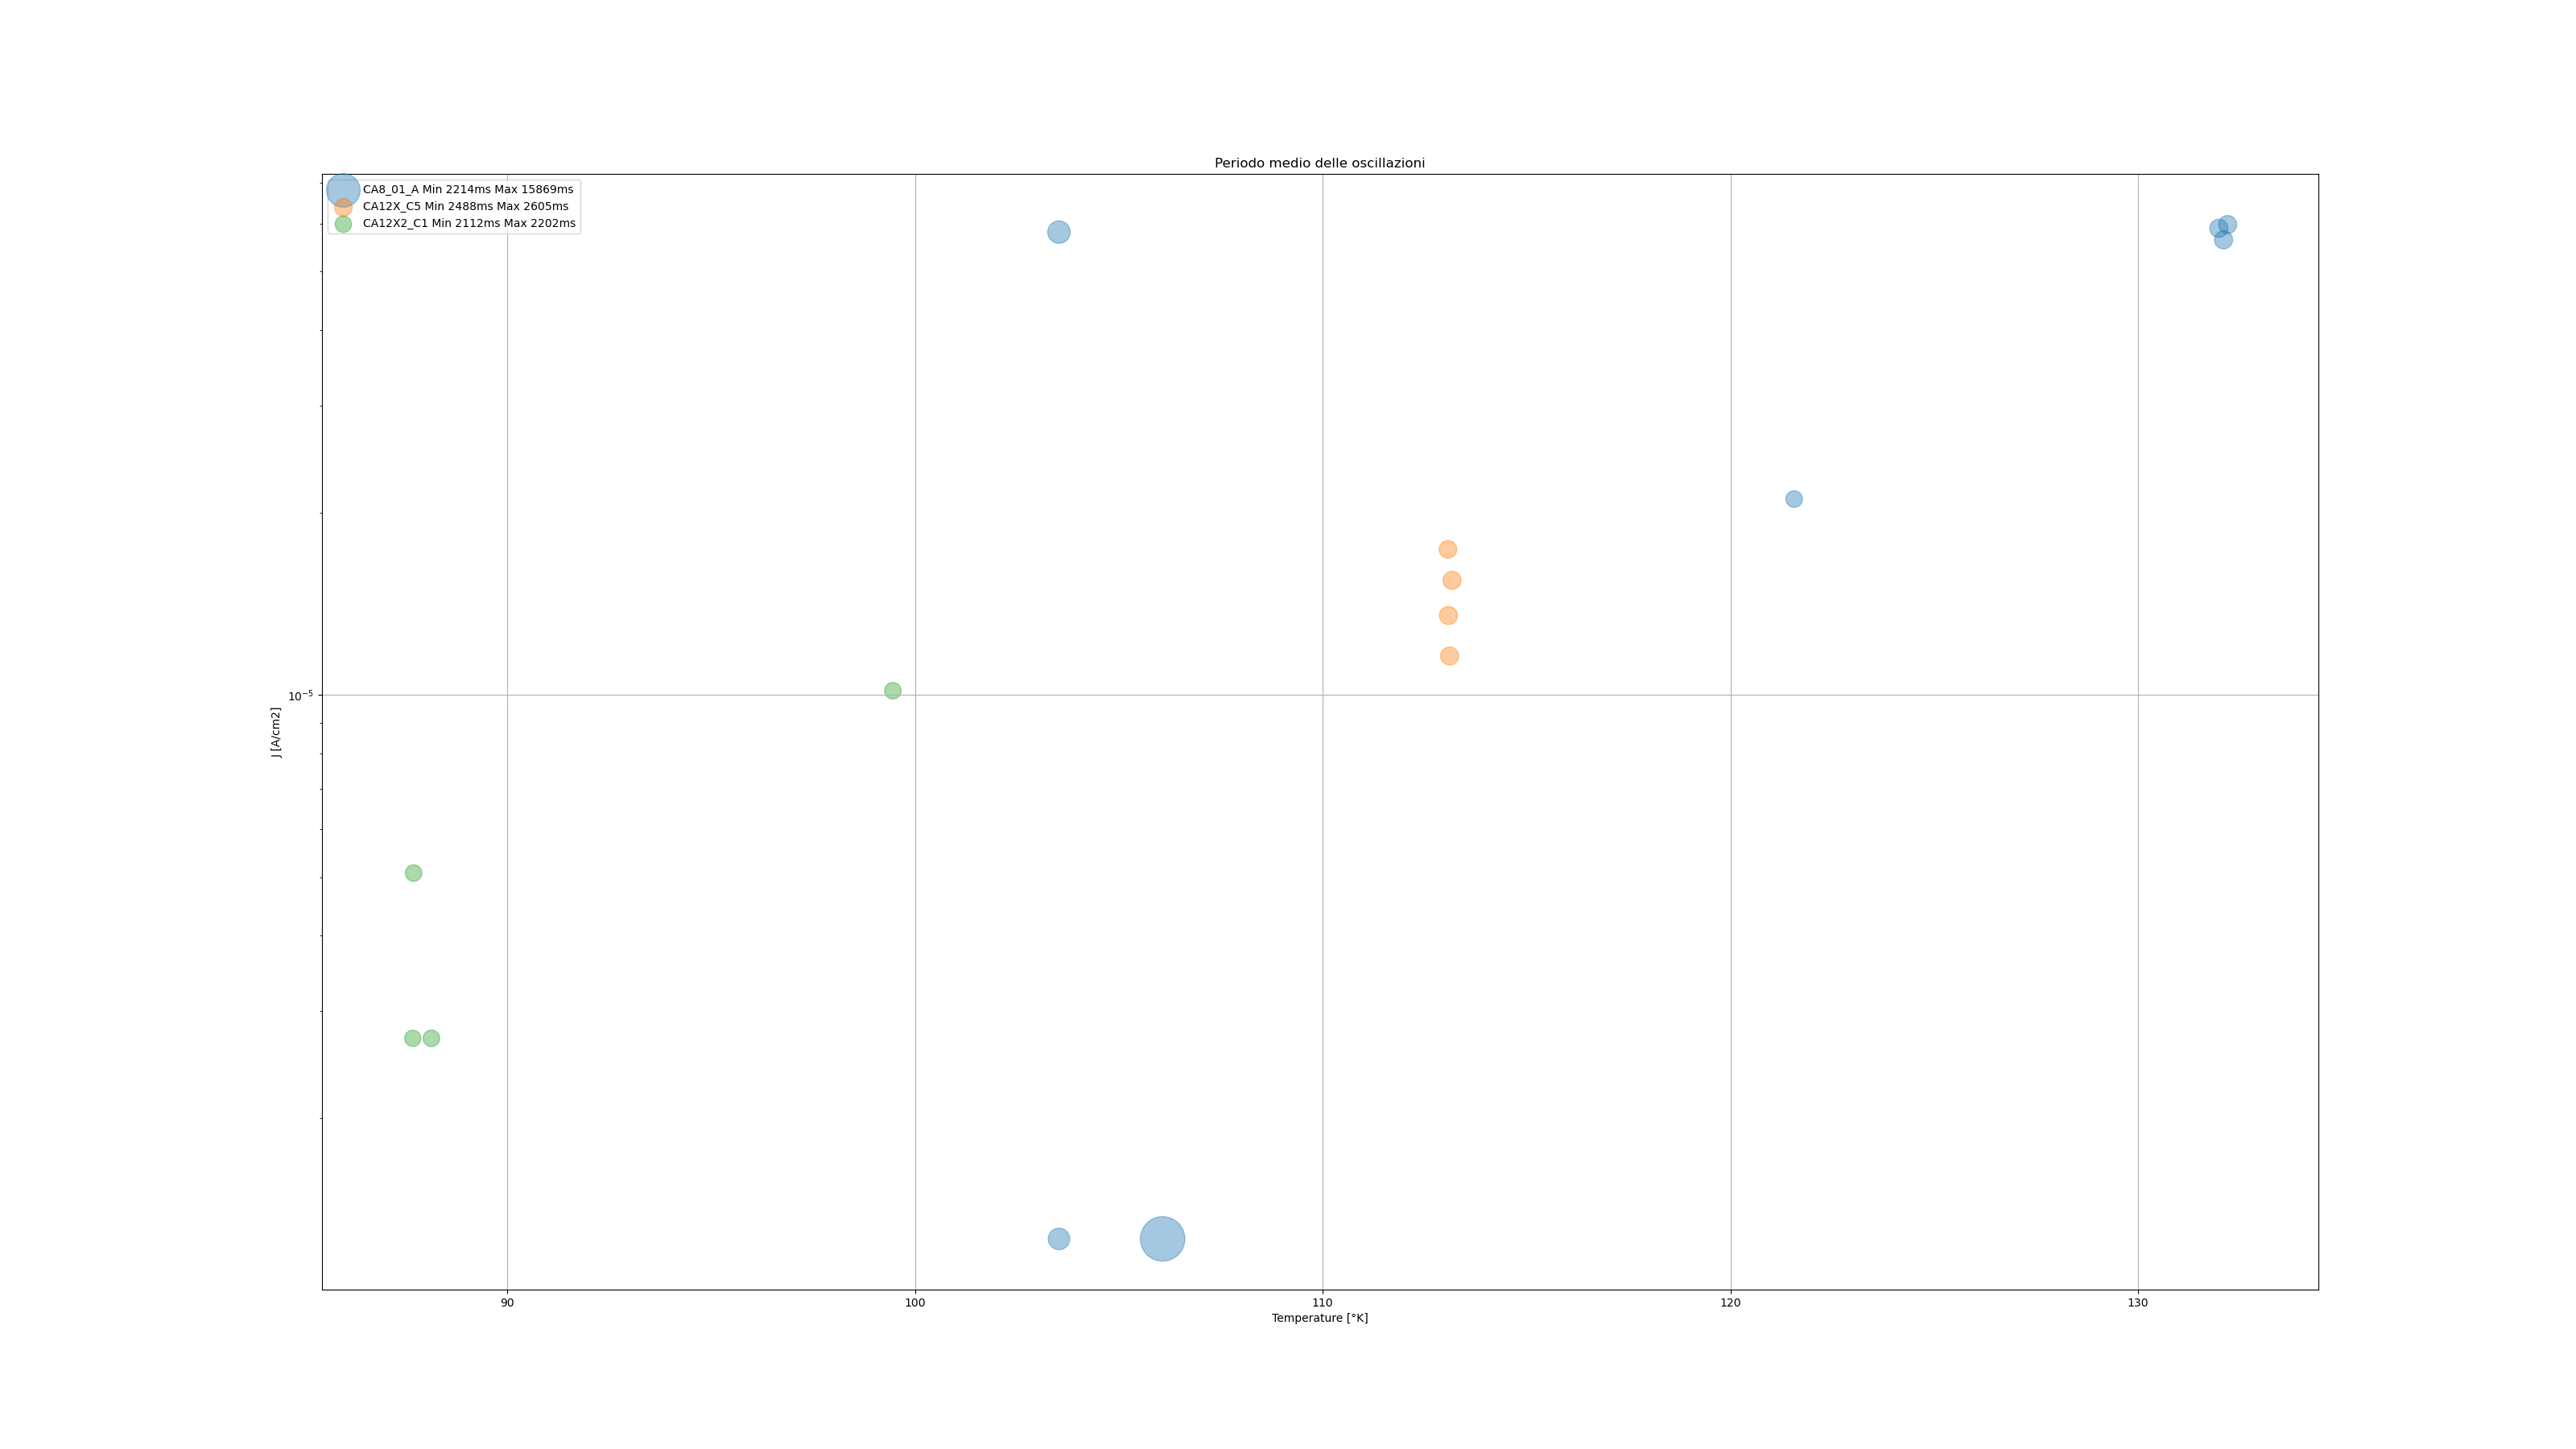 Periodo medio delle oscillazioni
CA8_01_A Min 2214ms Max 15869ms
CA12X_C5 Min 2488ms Max 2605ms
CA12X2_C1 Min 2112ms Max 2202ms
10⁻⁵
J [A/cm2]
90 100 110 120 130
Temperature [°K]